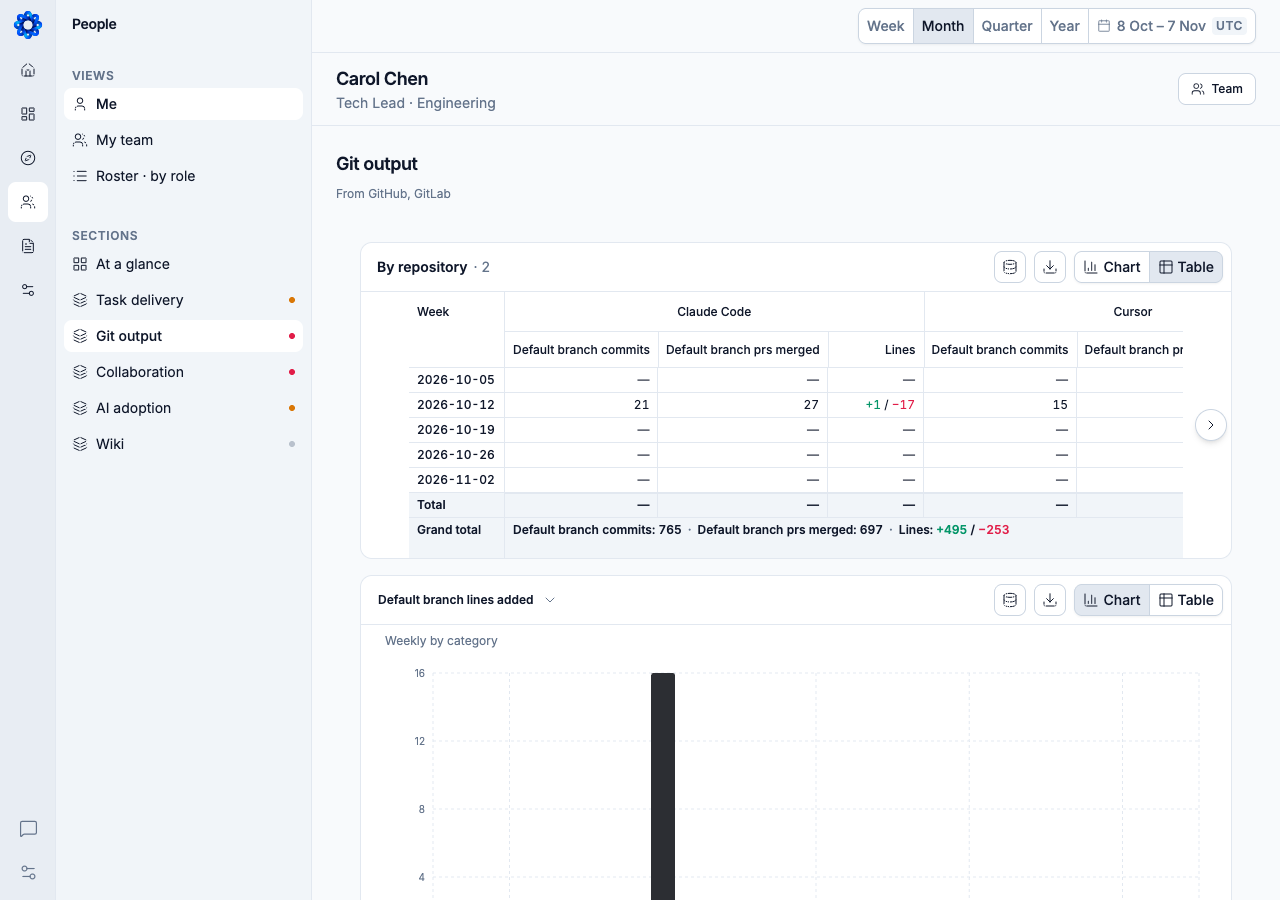 People
Week Month Quarter Year 8 Oct – 7 Nov UTC
VIEWS
Me
My team
Roster · by role
SECTIONS
At a glance
Task delivery
Git output
Collaboration
AI adoption
Wiki
Carol Chen
Tech Lead · Engineering
Team
Git output
From GitHub, GitLab
By repository · 2
Chart Table
Week Claude Code Cursor
Default branch commits Default branch prs merged Lines Default branch commits Default branch pr
2026-10-05 — — — —
2026-10-12 21 27 +1 / −17 15
2026-10-19 — — — —
2026-10-26 — — — —
2026-11-02 — — — —
Total — — — —
Grand total Default branch commits: 765 · Default branch prs merged: 697 · Lines: +495 / −253
Default branch lines added
Chart Table
Weekly by category
16
12
8
4